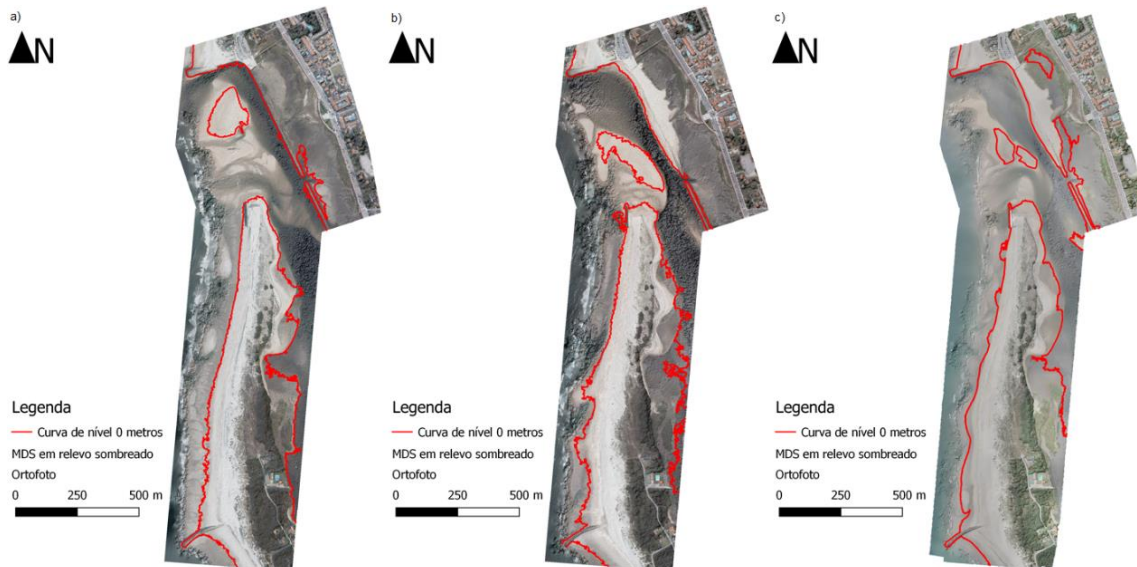 a)
N
Legenda
Curva de nível 0 metros
MDS em relevo sombreado
Ortofoto
0 250 500 m
b)
N
Legenda
Curva de nível 0 metros
MDS em relevo sombreado
Ortofoto
0 250 500 m
c)
N
Legenda
Curva de nível 0 metros
MDS em relevo sombreado
Ortofoto
0 250 500 m